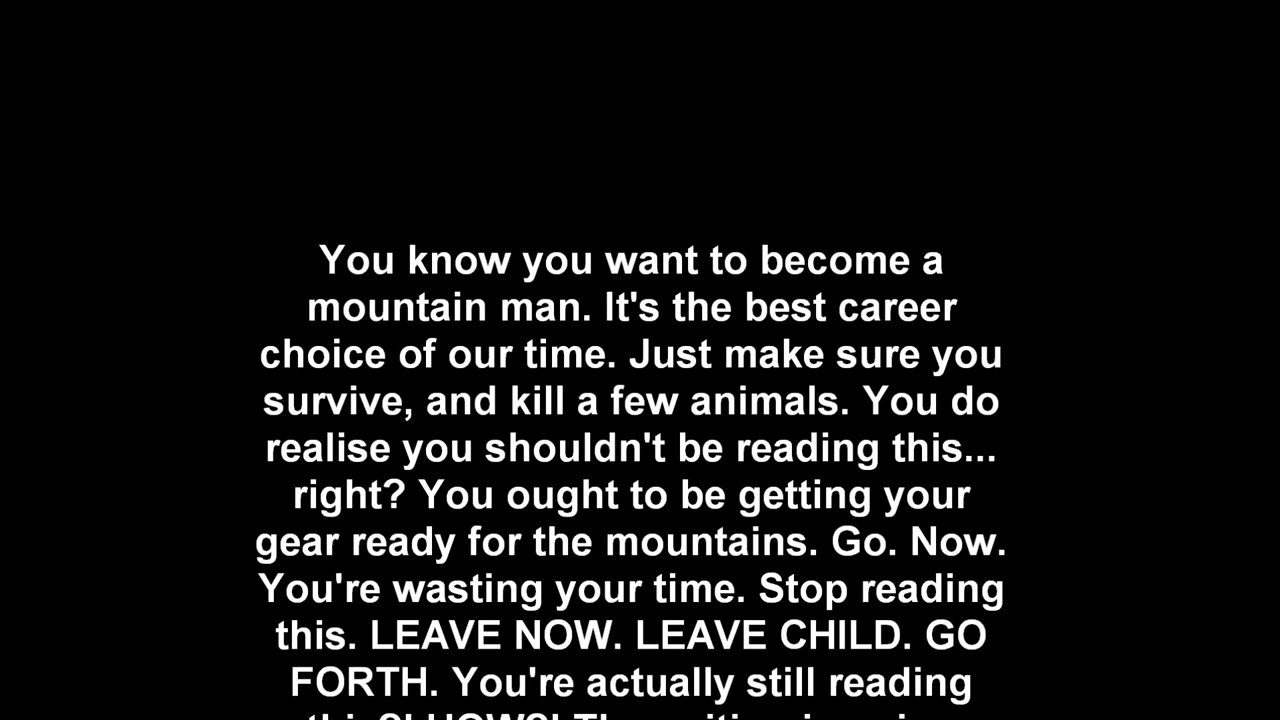 You know you want to become a
mountain man. It's the best career
choice of our time. Just make sure you
survive, and kill a few animals. You do
realise you shouldn't be reading this...
right? You ought to be getting your
gear ready for the mountains. Go. Now.
You're wasting your time. Stop reading
this. LEAVE NOW. LEAVE CHILD. GO
FORTH. You're actually still reading